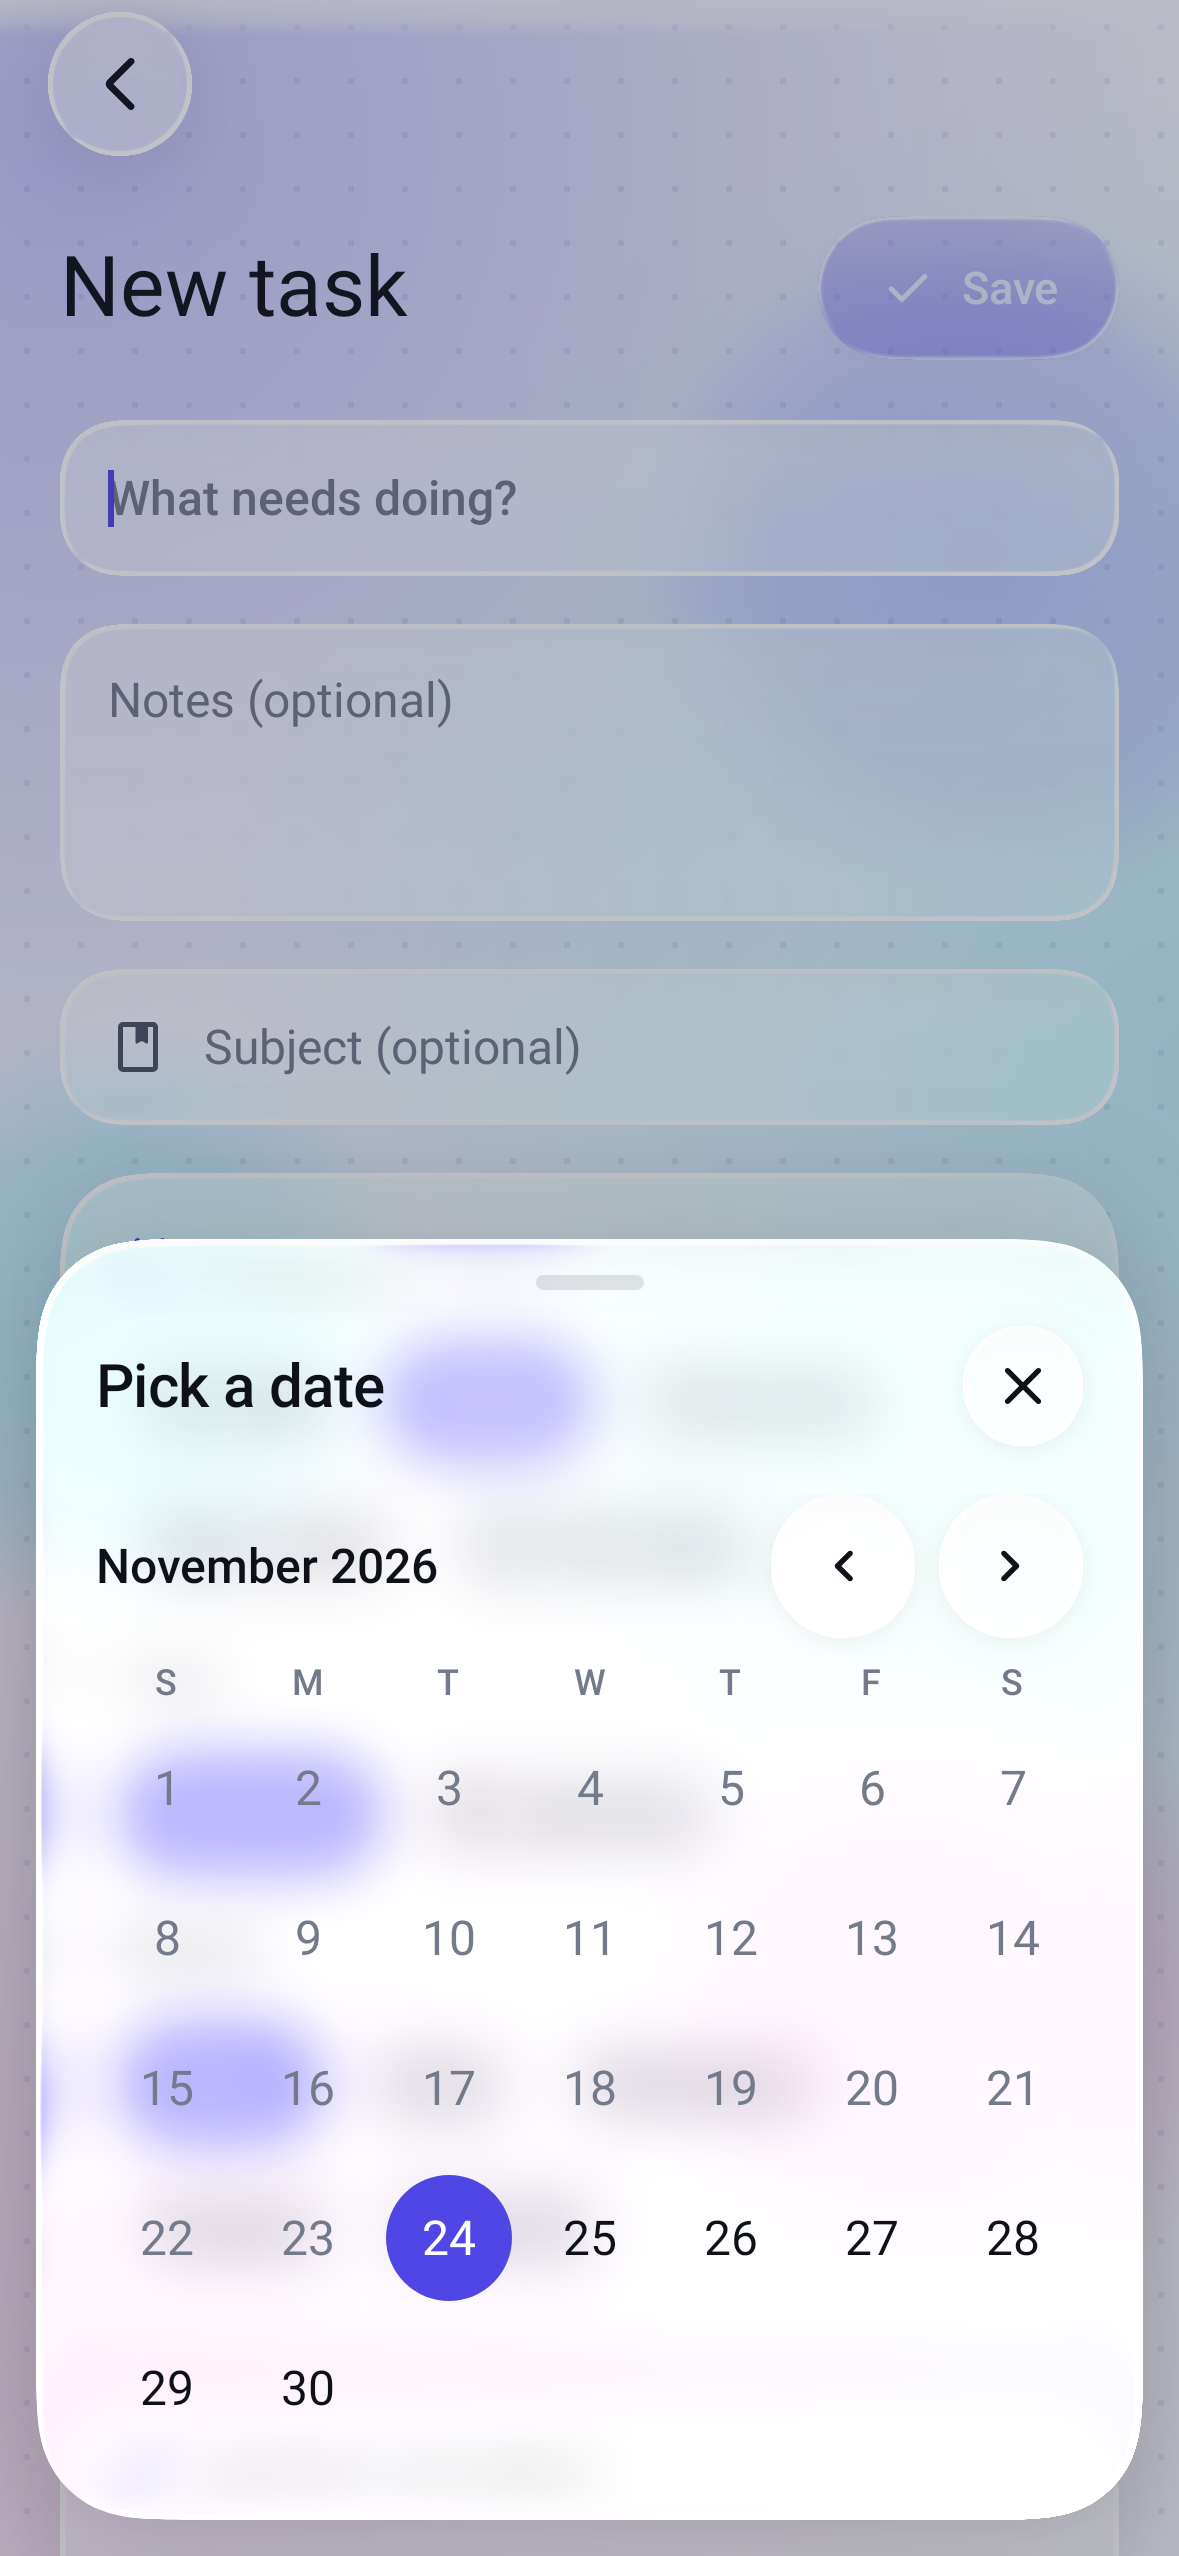 New task
Save
What needs doing?
Notes (optional)
Subject (optional)
Pick a date
November 2026
S M T W T F S
1 2 3 4 5 6 7
8 9 10 11 12 13 14
15 16 17 18 19 20 21
22 23 24 25 26 27 28
29 30